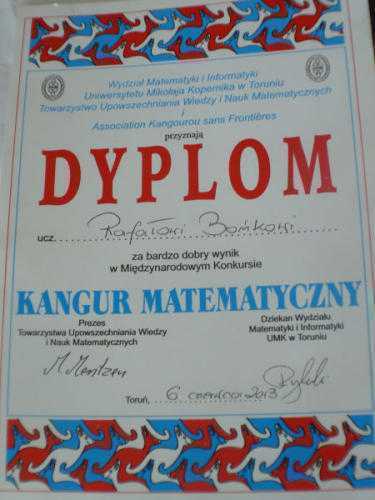 Wydział Matematyki i Informatyki
Uniwersytetu Mikołaja Kopernika w Toruniu
Towarzystwo Upowszechniania Wiedzy i Nauk Matematycznych
i
Association Kangourou sans Frontières
przyznają
DYPLOM
ucz. Rafałowi
za bardzo dobry wynik
w Międzynarodowym Konkursie
KANGUR MATEMATYCZNY
Prezes
Towarzystwa Upowszechniania Wiedzy
i Nauk Matematycznych
Dziekan Wydziału
Matematyki i Informatyki
UMK w Toruniu
Toruń, 6 czerwca 2013